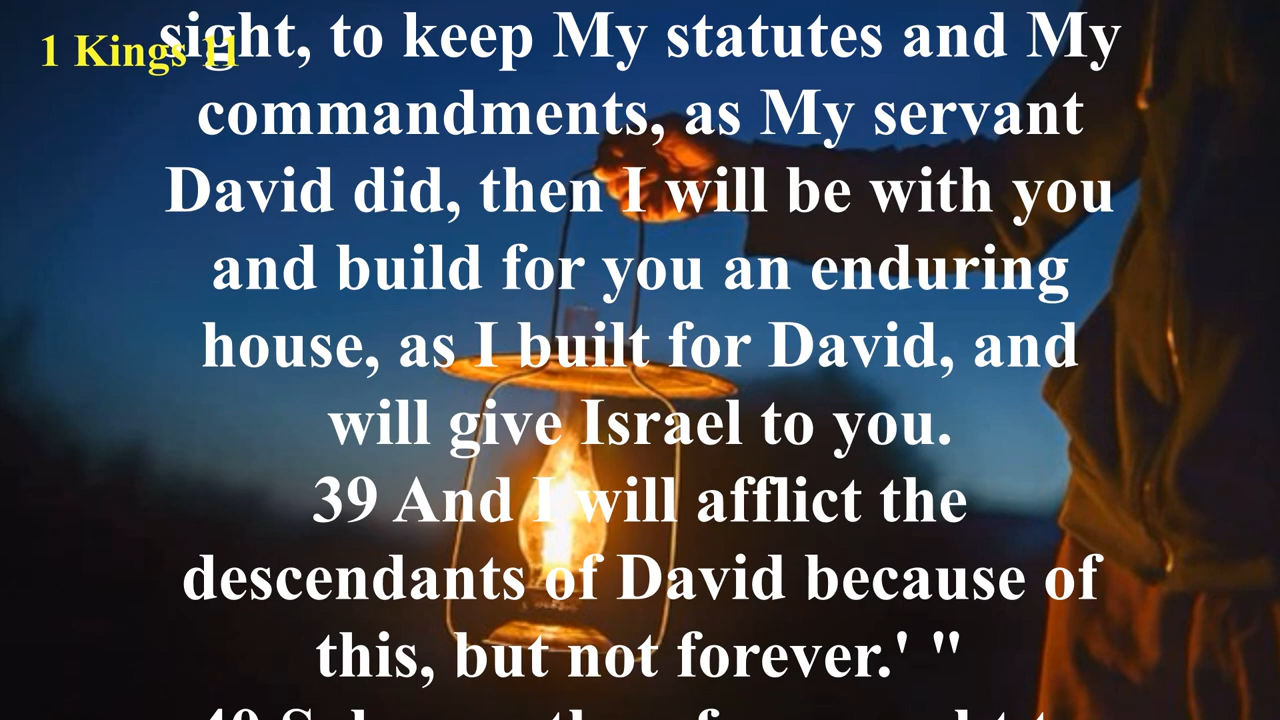 1 Kings 11
sight, to keep My statutes and My
commandments, as My servant
David did, then I will be with you
and build for you an enduring
house, as I built for David, and
will give Israel to you.
39 And I will afflict the
descendants of David because of
this, but not forever.' "